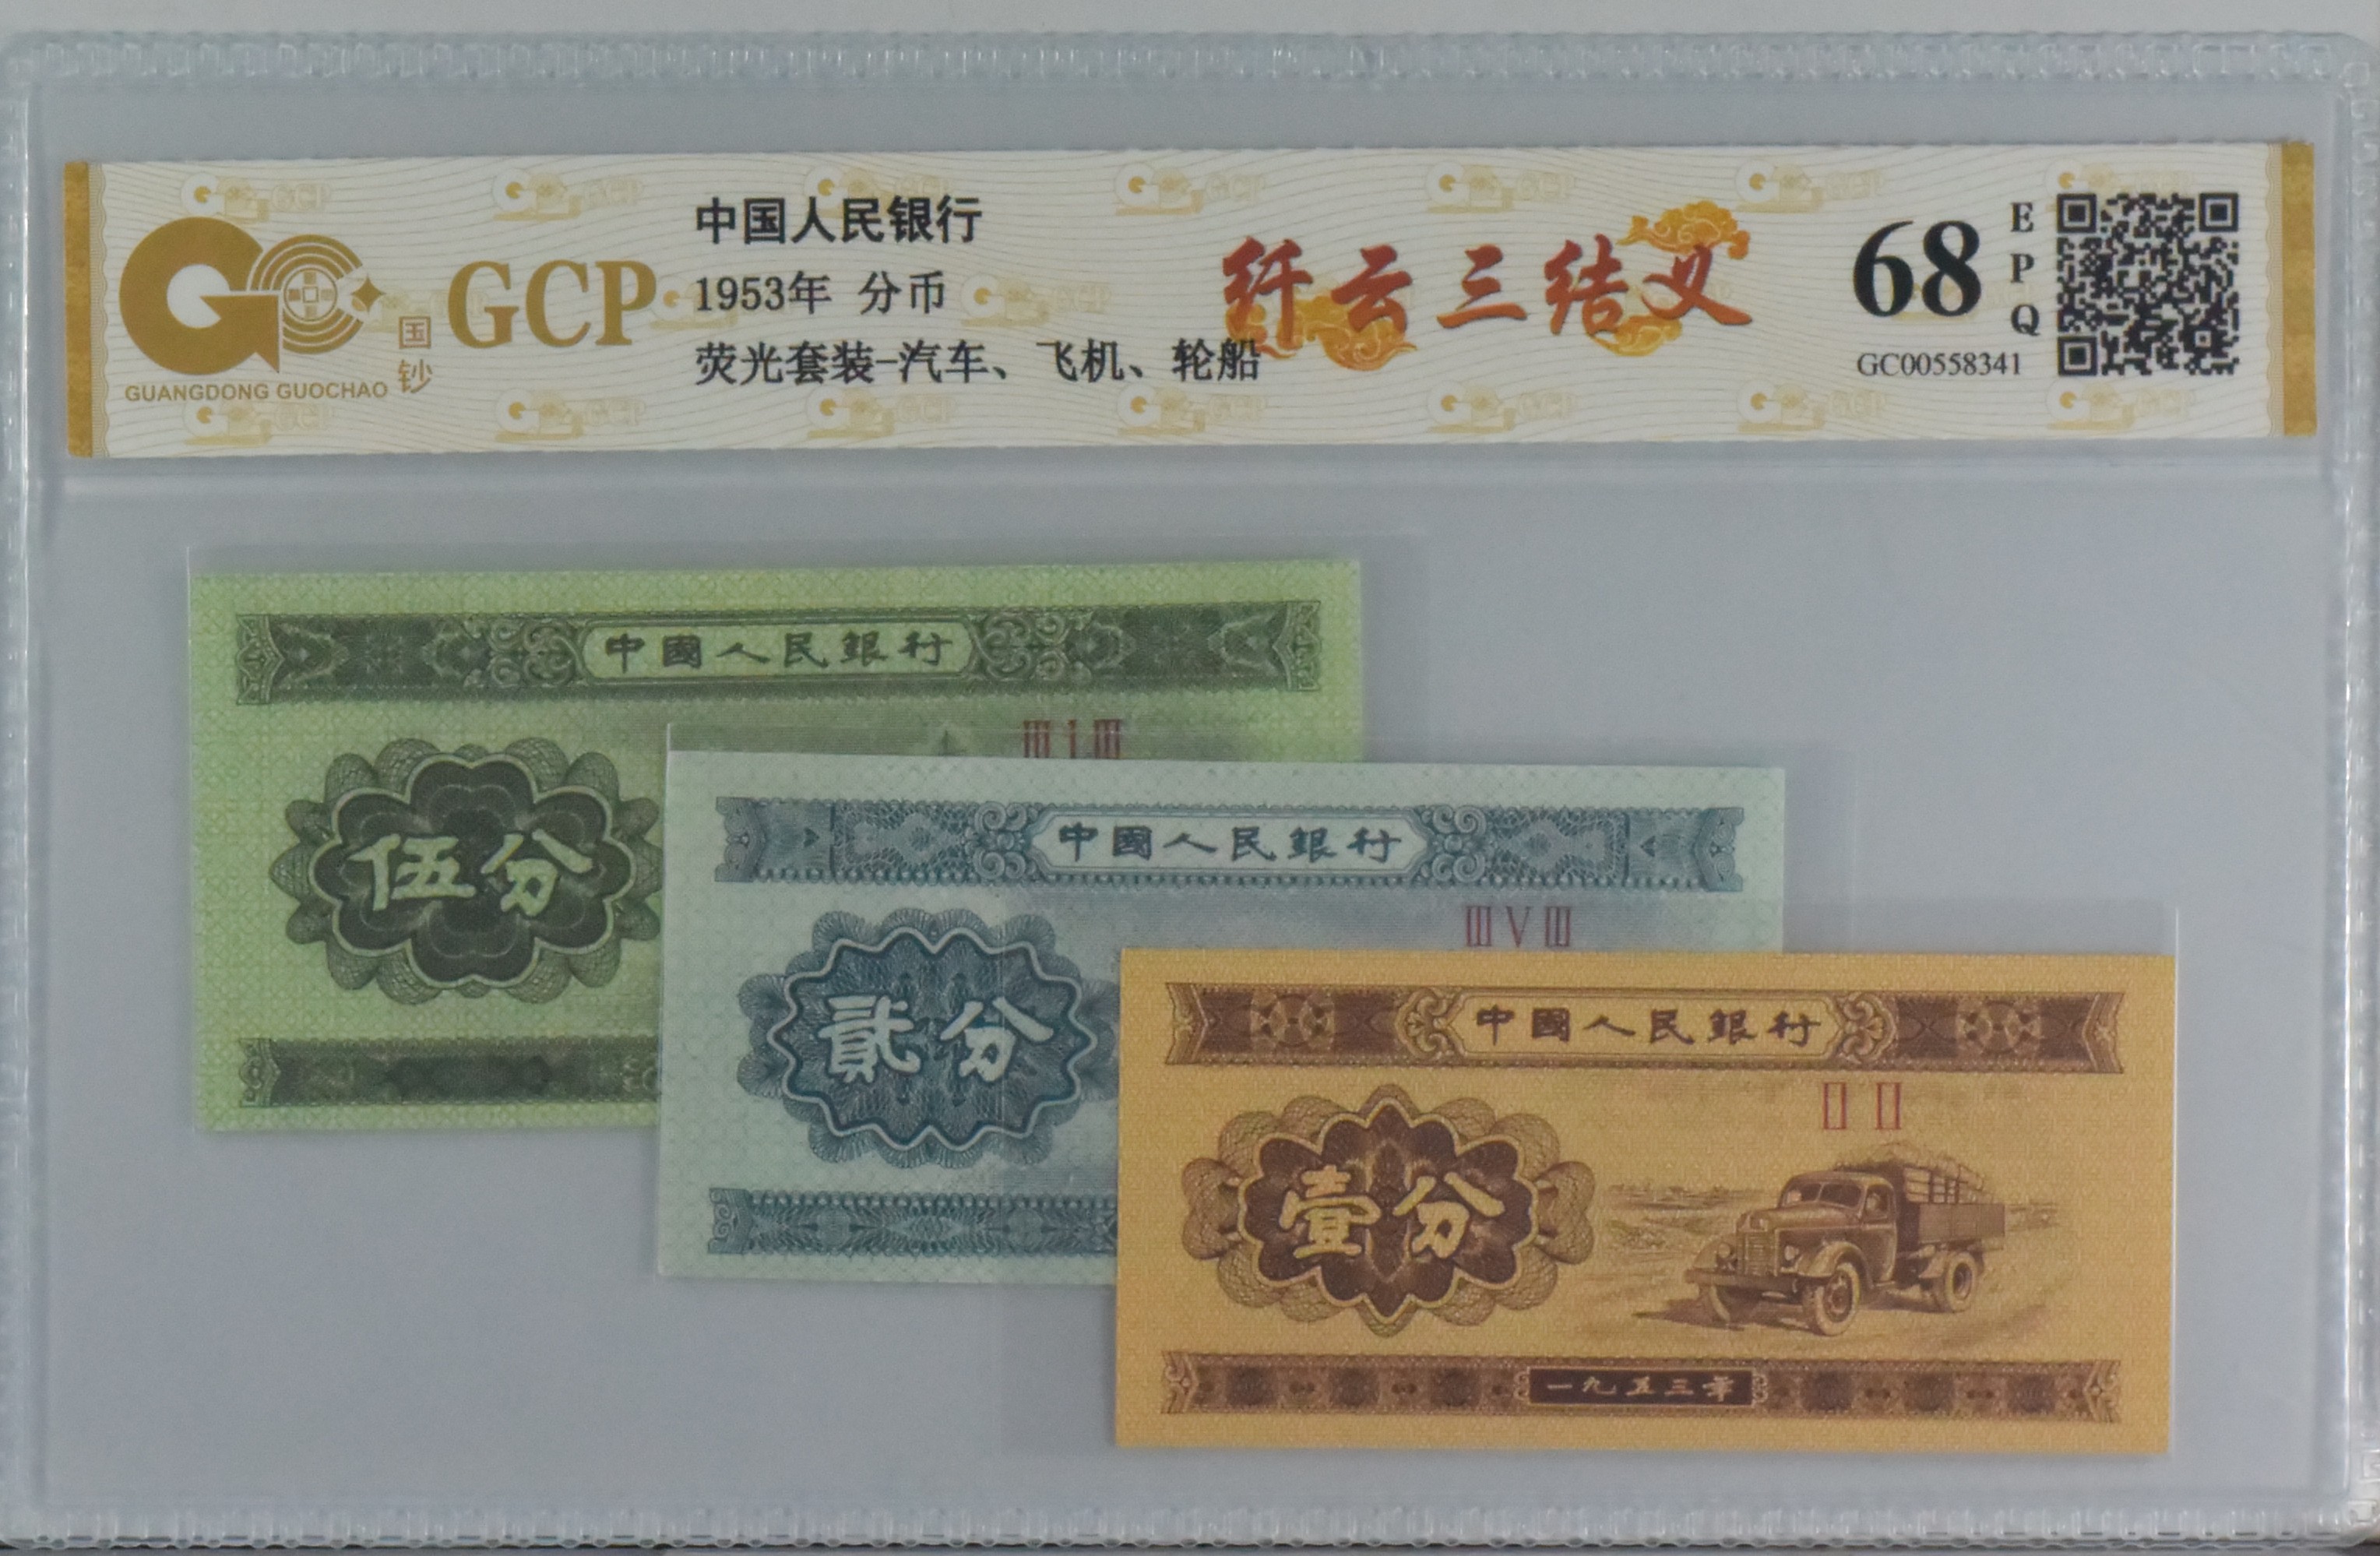 GUANGDONG GUOCHAO
国钞
GCP
中国人民银行
1953年 分币
荧光套装-汽车、飞机、轮船
纤云三结义
68
EPQ
GC00558341
中國人民銀行
III I III
伍分
中國人民銀行
III V III
貳分
中國人民銀行
II II
壹分
一九五三年